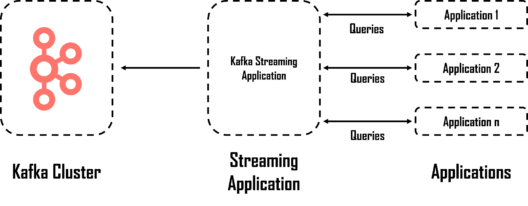 Application 1
Queries
Kafka Streaming
Application
Application 2
Queries
Application n
Queries
Kafka Cluster
Streaming
Application
Applications